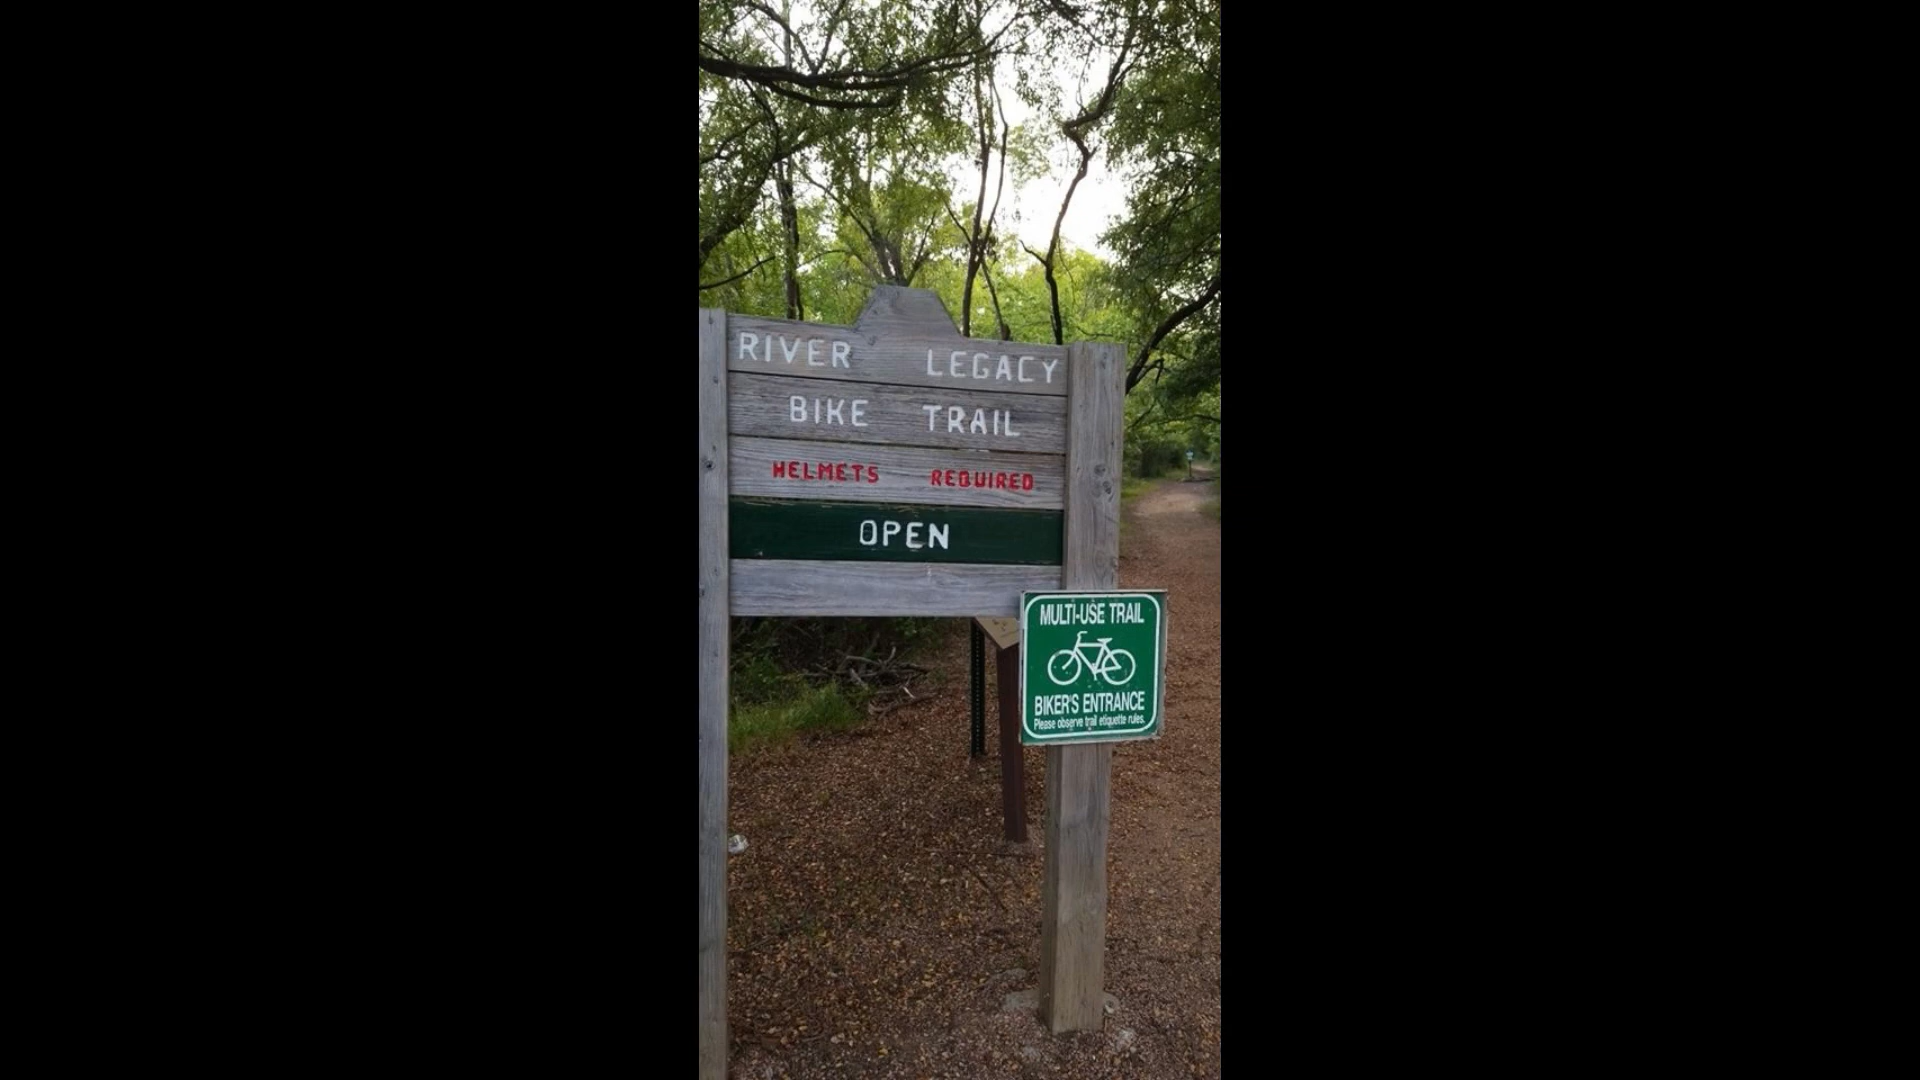 RIVER LEGACY
BIKE TRAIL
HELMETS REQUIRED
OPEN
MULTI-USE TRAIL
BIKER'S ENTRANCE
Please observe trail etiquette rules.